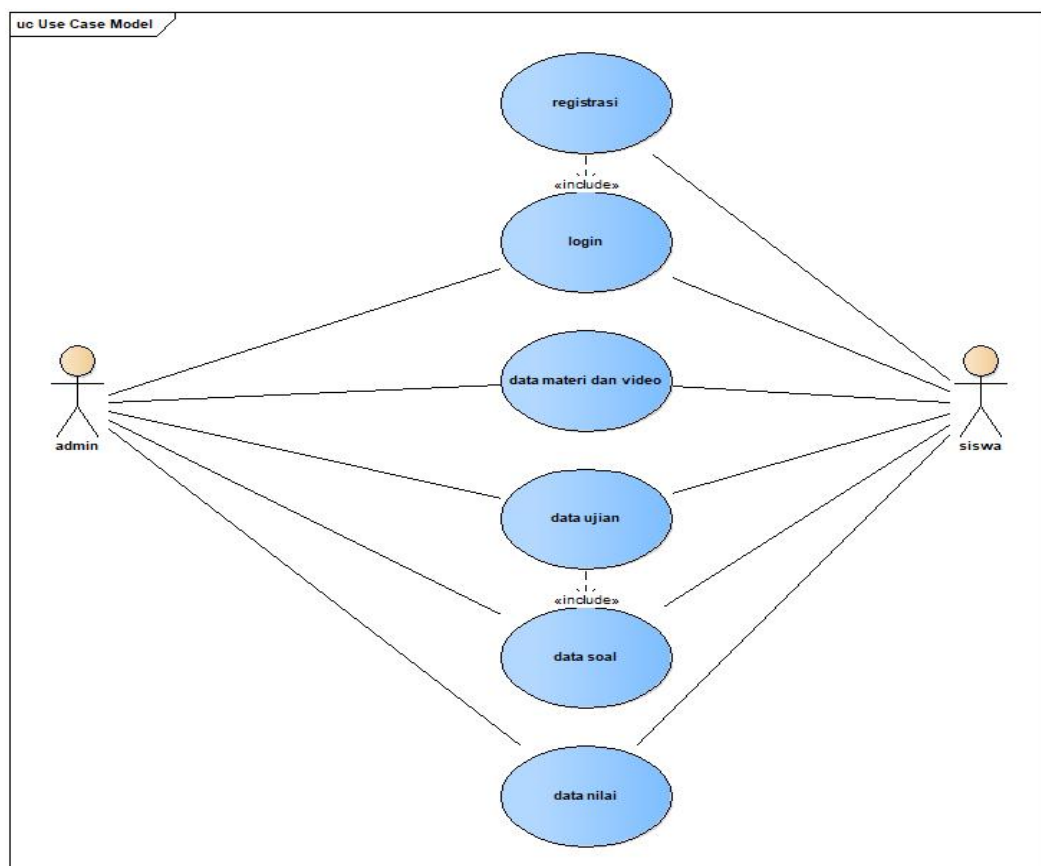 uc Use Case Model
registrasi
«include»
login
data materi dan video
admin
siswa
data ujian
«include»
data soal
data nilai